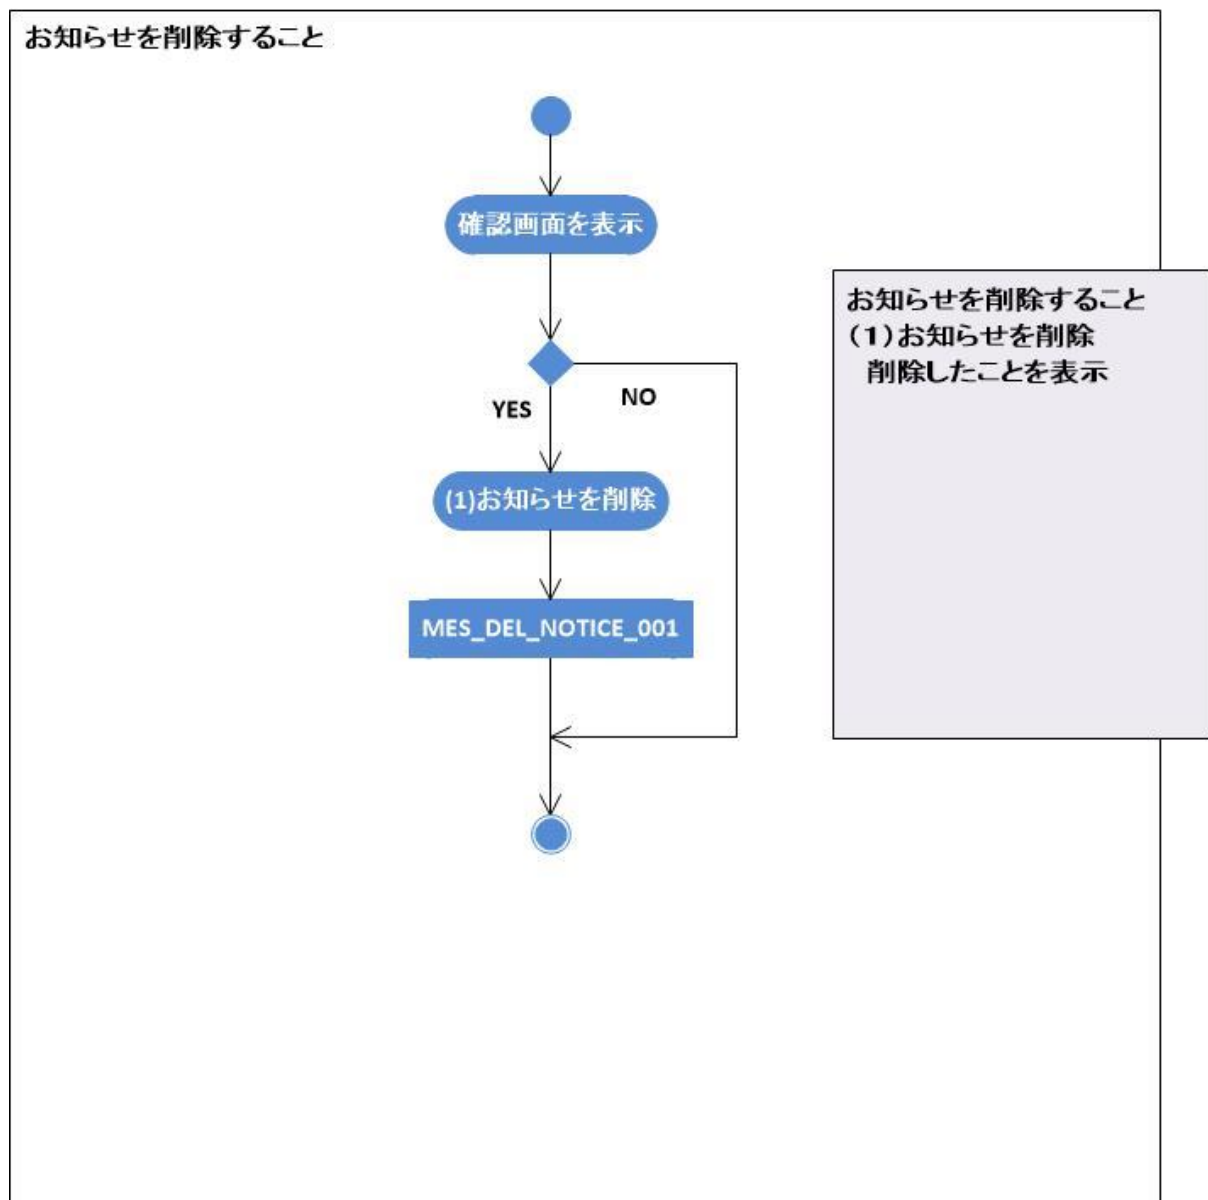 お知らせを削除すること
確認画面を表示
お知らせを削除すること
（１）お知らせを削除
削除したことを表示
NO
YES
(1)お知らせを削除
MES_DEL_NOTICE_001